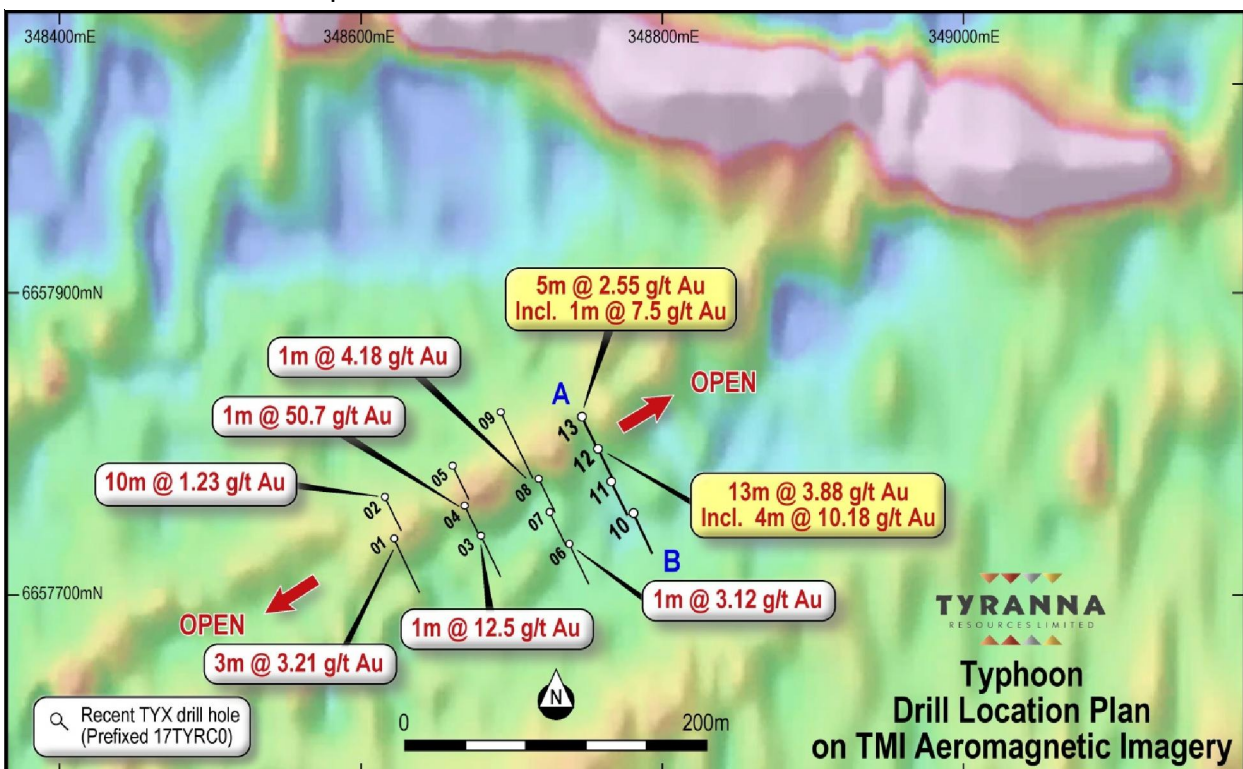 348400mE
348600mE
348800mE
349000mE
6657900mN
5m @ 2.55 g/t Au
Incl. 1m @ 7.5 g/t Au
1m @ 4.18 g/t Au
OPEN
A
1m @ 50.7 g/t Au
09
13
12
10m @ 1.23 g/t Au
05
08
11
13m @ 3.88 g/t Au
Incl. 4m @ 10.18 g/t Au
02
04
07
10
01
03
06
B
6657700mN
1m @ 3.12 g/t Au
OPEN
1m @ 12.5 g/t Au
3m @ 3.21 g/t Au
TYRANNA
RESOURCES LIMITED
N
Recent TYX drill hole
(Prefixed 17TYRC0)
0
200m
Typhoon
Drill Location Plan
on TMI Aeromagnetic Imagery